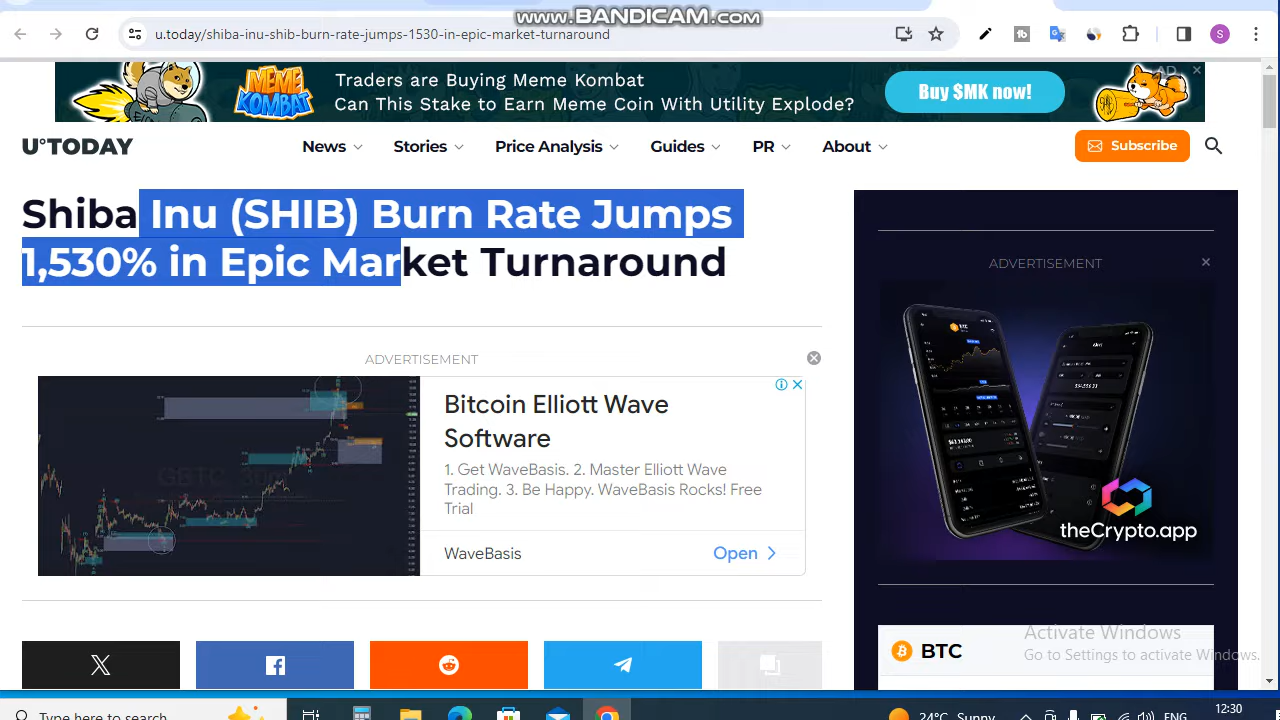 www.BANDICAM.com
u.today/shiba-inu-shib-burn-rate-jumps-1530-in-epic-market-turnaround
S
MEME KOMBAT
Traders are Buying Meme Kombat
Can This Stake to Earn Meme Coin With Utility Explode?
Buy $MK now!
AD
U°TODAY
News Stories Price Analysis Guides PR About
Subscribe
Shiba Inu (SHIB) Burn Rate Jumps
1,530% in Epic Market Turnaround
ADVERTISEMENT
Bitcoin Elliott Wave
Software
1. Get WaveBasis. 2. Master Elliott Wave
Trading. 3. Be Happy. WaveBasis Rocks! Free
Trial
WaveBasis
Open
ADVERTISEMENT
theCrypto.app
BTC
Activate Windows
Go to Settings to activate Windows.
Type here to search
24°C Sunny
ENG
12:30